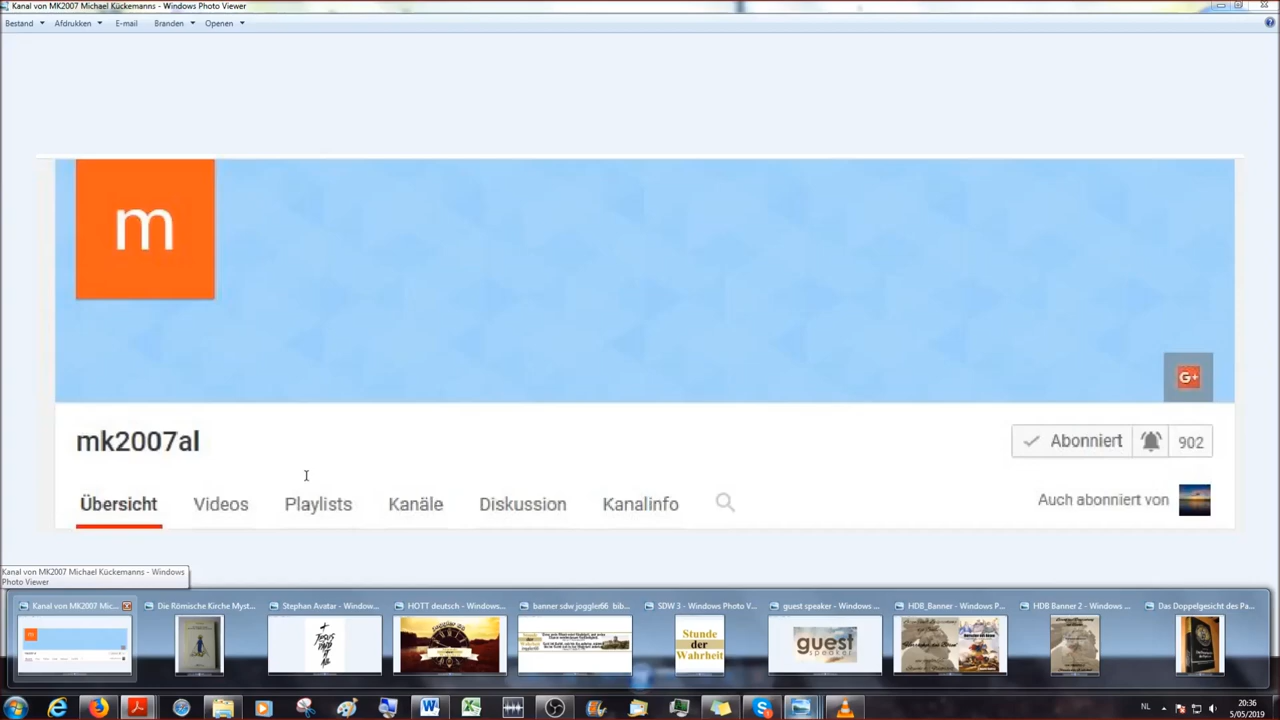 Kanal von MK2007 Michael Kückemanns - Windows Photo Viewer
Bestand Afdrukken E-mail Branden Openen
m
G+
mk2007al
Abonniert 902
Übersicht Videos Playlists Kanäle Diskussion Kanalinfo
Auch abonniert von
Kanal von MK2007 Michael Kückemanns - Windows
Photo Viewer
Kanal von MK2007 Mic... Die Römische Kirche Myst... Stephan Avatar - Window... HOTT deutsch - Windows... banner sdw joggler66 bib... SDW 3 - Windows Photo V... guest speaker - Windows ... HDB_Banner - Windows P... HDB Banner 2 - Windows ... Das Doppelgesicht des Pa...
JESUS
Stunde
der
Wahrheit
guest
speaker
NL
20:36
5/05/2019